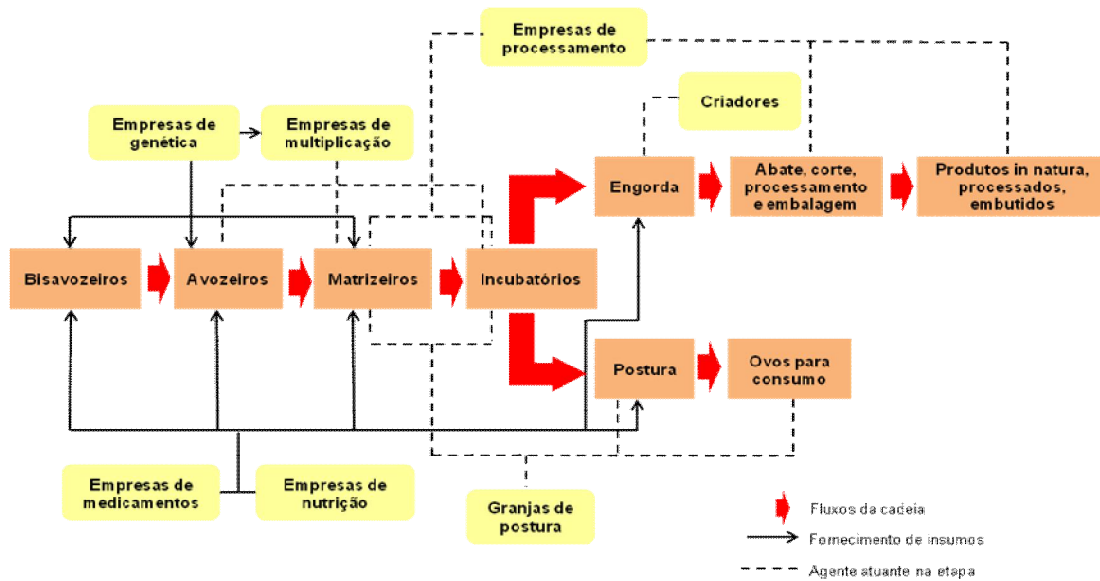 Empresas de
processamento
Criadores
Empresas de
genética
Empresas de
multiplicação
Engorda
Abate, corte,
processamento
e embalagem
Produtos in natura,
processados,
embutidos
Bisavozeiros
Avozeiros
Matrizeiros
Incubatórios
Postura
Ovos para
consumo
Empresas de
medicamentos
Empresas de
nutrição
Granjas de
postura
Fluxos da cadeia
Fornecimento de insumos
Agente atuante na etapa